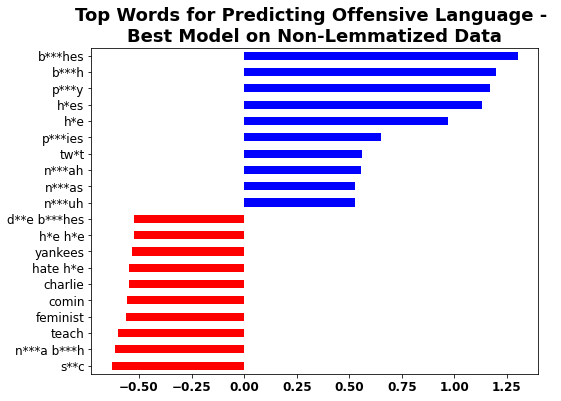 Top Words for Predicting Offensive Language -
Best Model on Non-Lemmatized Data
b***hes
b***h
p***y
h*es
h*e
p***ies
tw*t
n***ah
n***as
n***uh
d**e b***hes
h*e h*e
yankees
hate h*e
charlie
comin
feminist
teach
n***a b***h
s**c
−0.50 −0.25 0.00 0.25 0.50 0.75 1.00 1.25